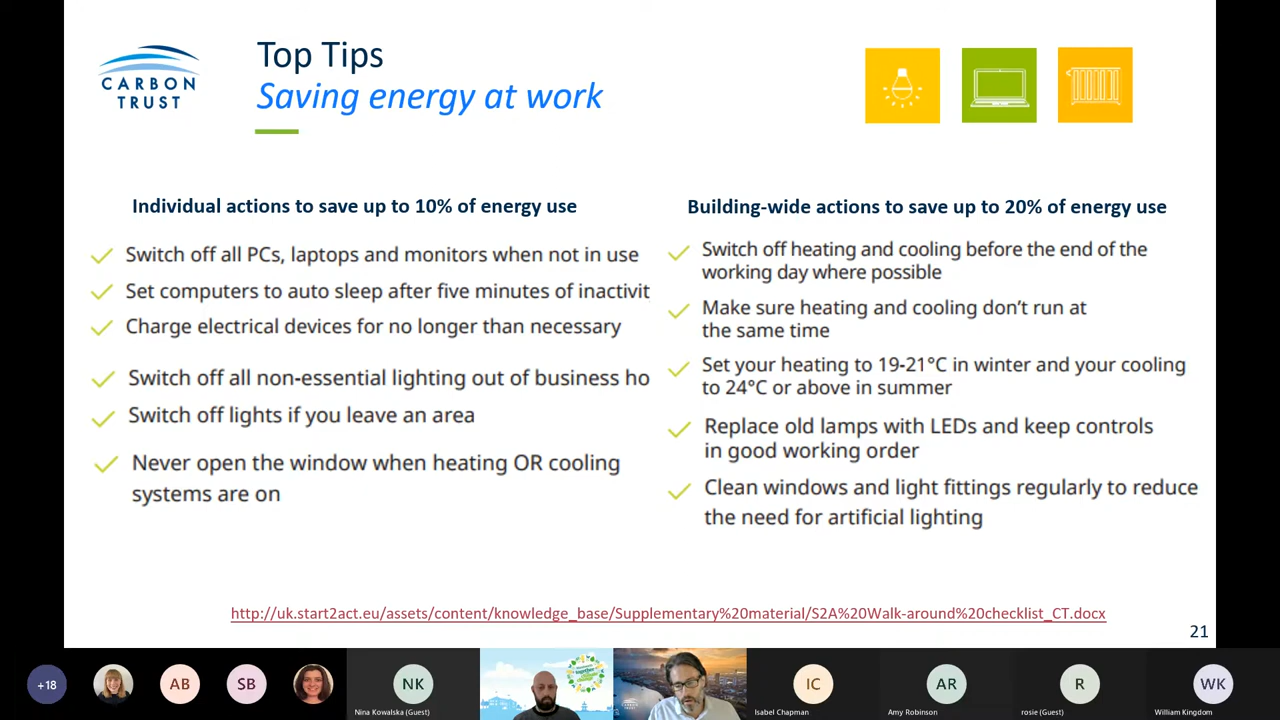 CARBON
TRUST
Top Tips
Saving energy at work
Individual actions to save up to 10% of energy use
Switch off all PCs, laptops and monitors when not in use
Set computers to auto sleep after five minutes of inactivit
Charge electrical devices for no longer than necessary
Switch off all non-essential lighting out of business ho
Switch off lights if you leave an area
Never open the window when heating OR cooling
systems are on
Building-wide actions to save up to 20% of energy use
Switch off heating and cooling before the end of the
working day where possible
Make sure heating and cooling don't run at
the same time
Set your heating to 19-21°C in winter and your cooling
to 24°C or above in summer
Replace old lamps with LEDs and keep controls
in good working order
Clean windows and light fittings regularly to reduce
the need for artificial lighting
http://uk.start2act.eu/assets/content/knowledge_base/Supplementary%20material/S2A%20Walk-around%20checklist_CT.docx
21
+18
AB
SB
NK
Nina Kowalska (Guest)
IC
Isabel Chapman
AR
Amy Robinson
R
rosie (Guest)
WK
William Kingdom